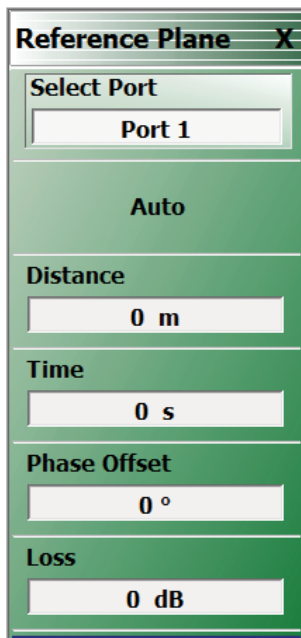 Reference Plane X
Select Port
Port 1
Auto
Distance
0 m
Time
0 s
Phase Offset
0 °
Loss
0 dB